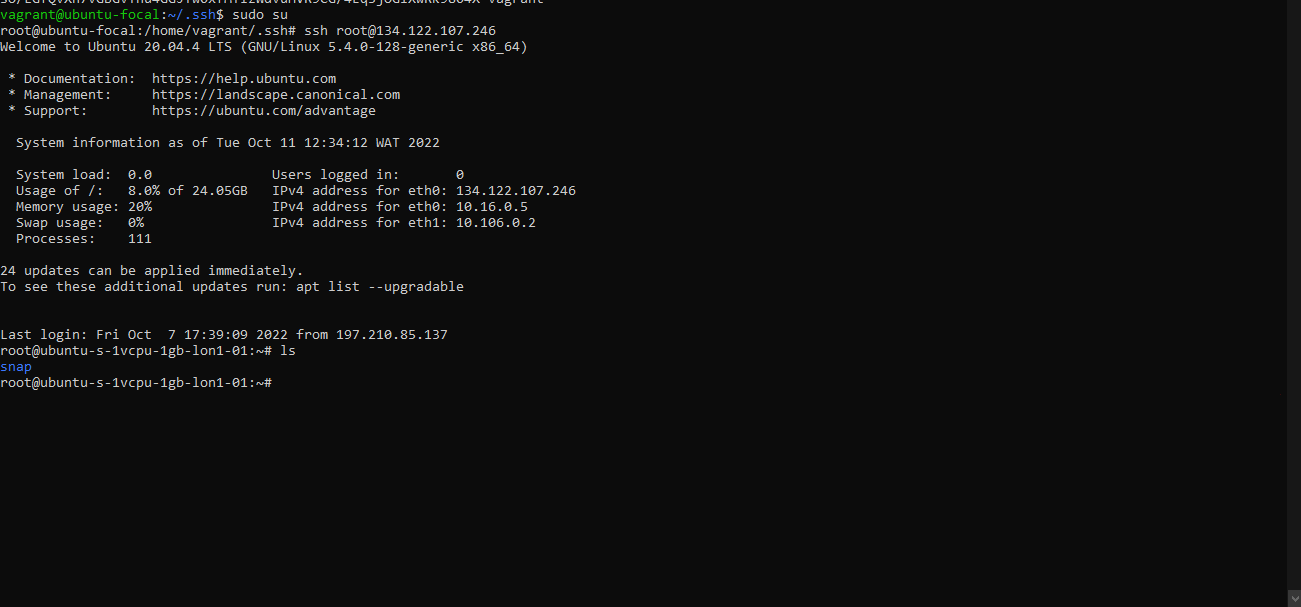 vagrant@ubuntu-focal:~/.ssh$ sudo su
root@ubuntu-focal:/home/vagrant/.ssh# ssh root@134.122.107.246
Welcome to Ubuntu 20.04.4 LTS (GNU/Linux 5.4.0-128-generic x86_64)
* Documentation:  https://help.ubuntu.com
* Management:     https://landscape.canonical.com
* Support:        https://ubuntu.com/advantage
System information as of Tue Oct 11 12:34:12 WAT 2022
System load:  0.0               Users logged in:       0
Usage of /:   8.0% of 24.05GB   IPv4 address for eth0: 134.122.107.246
Memory usage: 20%               IPv4 address for eth0: 10.16.0.5
Swap usage:   0%                IPv4 address for eth1: 10.106.0.2
Processes:    111
24 updates can be applied immediately.
To see these additional updates run: apt list --upgradable
Last login: Fri Oct  7 17:39:09 2022 from 197.210.85.137
root@ubuntu-s-1vcpu-1gb-lon1-01:~# ls
snap
root@ubuntu-s-1vcpu-1gb-lon1-01:~#